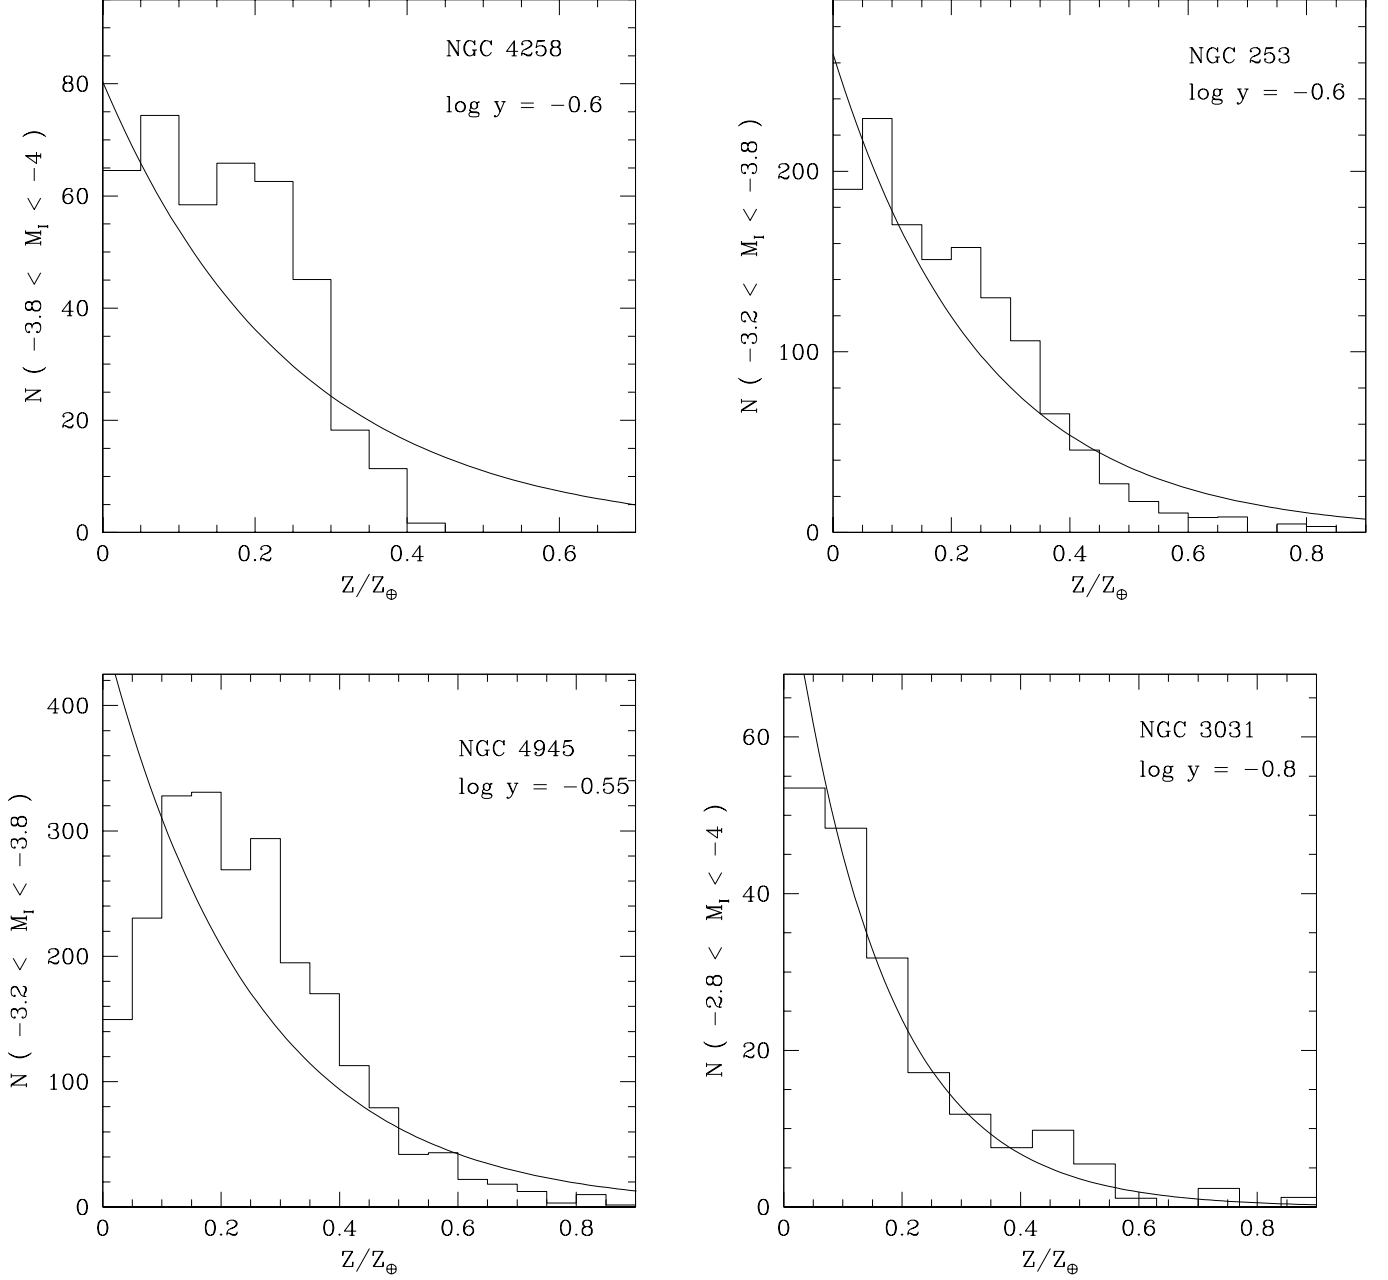 NGC 4258
log y = −0.6
80
60
40
20
0
0 0.2 0.4 0.6
Z/Z⊕
N ( −3.8 < M_I < −4 )
NGC 253
log y = −0.6
200
100
0
0 0.2 0.4 0.6 0.8
Z/Z⊕
N ( −3.2 < M_I < −3.8 )
NGC 4945
log y = −0.55
400
300
200
100
0
0 0.2 0.4 0.6 0.8
Z/Z⊕
N ( −3.2 < M_I < −3.8 )
NGC 3031
log y = −0.8
60
40
20
0
0 0.2 0.4 0.6 0.8
Z/Z⊕
N ( −2.8 < M_I < −4 )